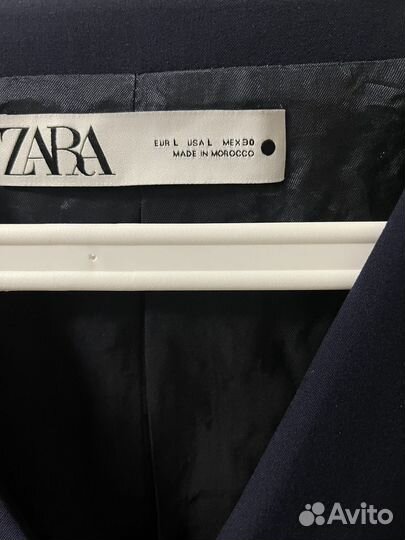 ZARA
EUR L USA L MEX 30
MADE IN MOROCCO
Avito